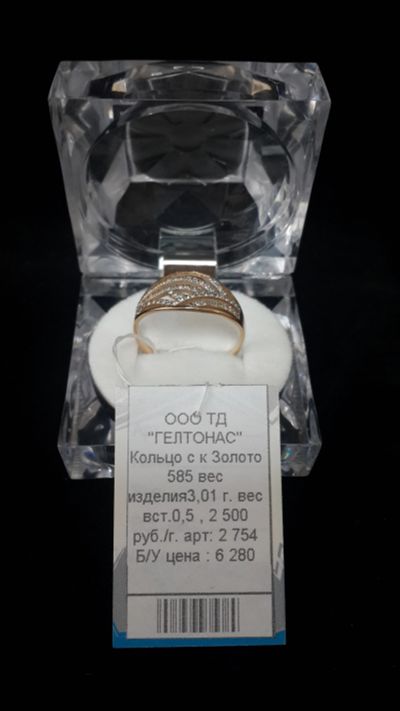 ООО ТД
"ГЕЛТОНАС"
Кольцо с к Золото
585 вес
изделия3,01 г. вес
вст.0,5 , 2 500
руб./г. арт: 2 754
Б/У цена : 6 280